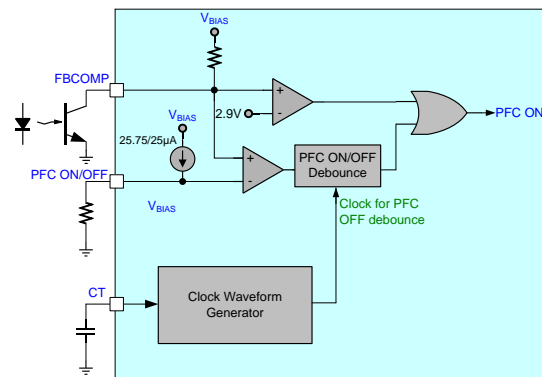 VBIAS
FBCOMP
+
-
2.9V
PFC ON
VBIAS
25.75/25µA
PFC ON/OFF
+
-
PFC ON/OFF
Debounce
VBIAS
Clock for PFC
OFF debounce
CT
Clock Waveform
Generator